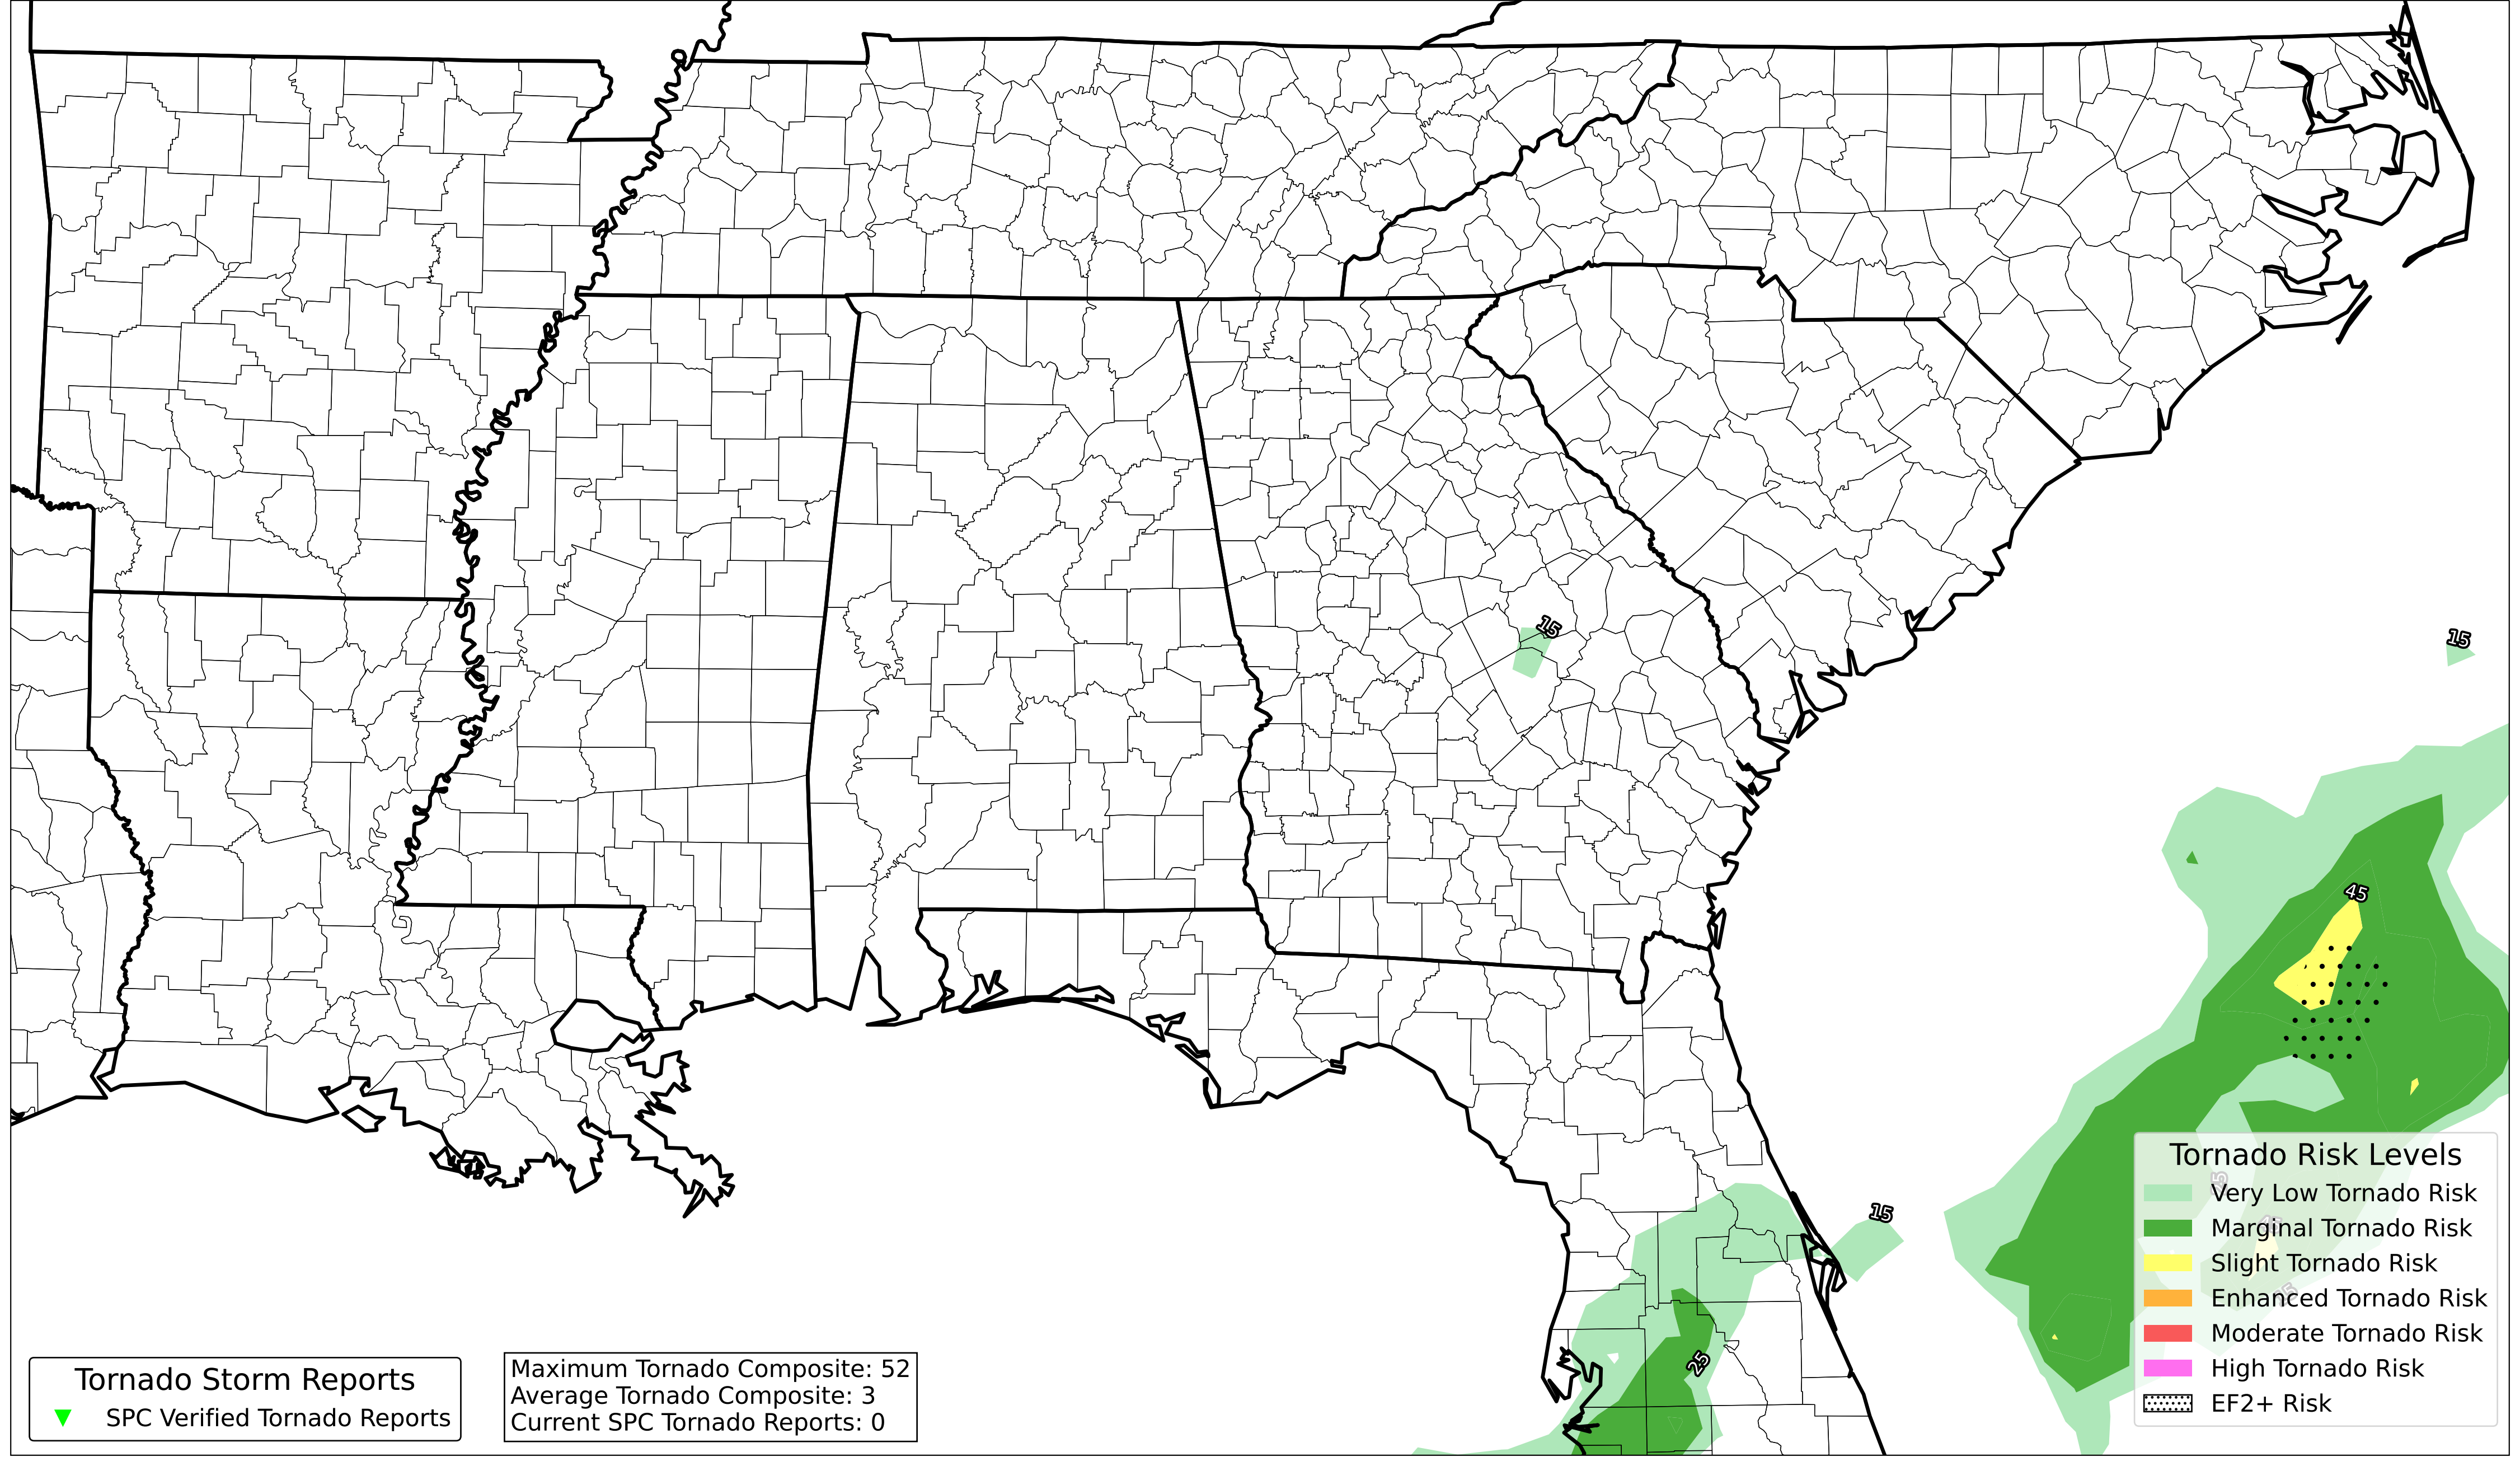 15
15
45
15
25
Tornado Risk Levels
Very Low Tornado Risk
Marginal Tornado Risk
Slight Tornado Risk
Enhanced Tornado Risk
Moderate Tornado Risk
High Tornado Risk
EF2+ Risk
Tornado Storm Reports
SPC Verified Tornado Reports
Maximum Tornado Composite: 52
Average Tornado Composite: 3
Current SPC Tornado Reports: 0